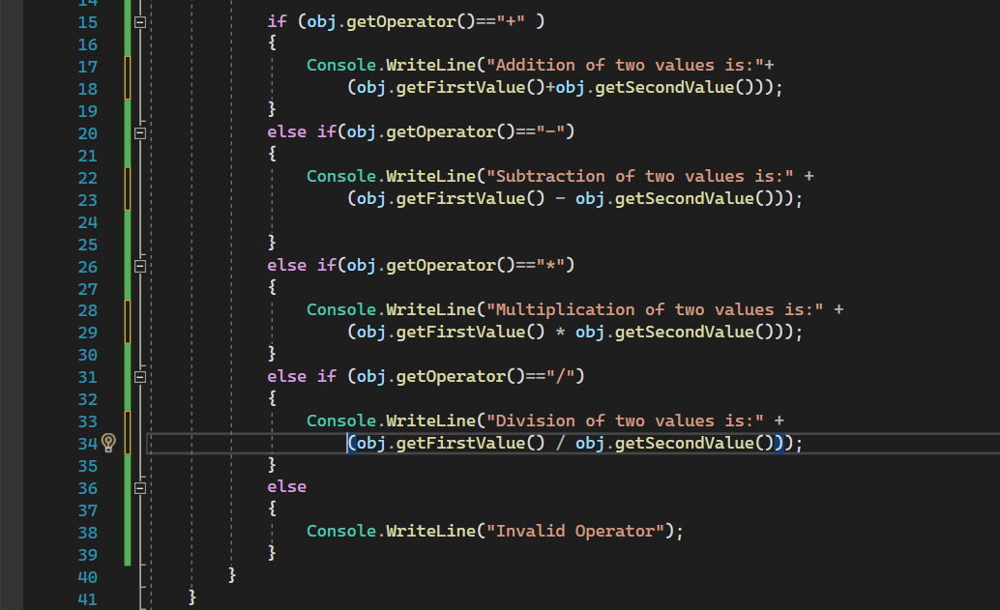 14
15 if (obj.getOperator()=="+" )
16 {
17 Console.WriteLine("Addition of two values is:"+
18 (obj.getFirstValue()+obj.getSecondValue()));
19 }
20 else if(obj.getOperator()=="-")
21 {
22 Console.WriteLine("Subtraction of two values is:" +
23 (obj.getFirstValue() - obj.getSecondValue()));
24
25 }
26 else if(obj.getOperator()=="*")
27 {
28 Console.WriteLine("Multiplication of two values is:" +
29 (obj.getFirstValue() * obj.getSecondValue()));
30 }
31 else if (obj.getOperator()=="/")
32 {
33 Console.WriteLine("Division of two values is:" +
34 (obj.getFirstValue() / obj.getSecondValue()));
35 }
36 else
37 {
38 Console.WriteLine("Invalid Operator");
39 }
40 }
41 }